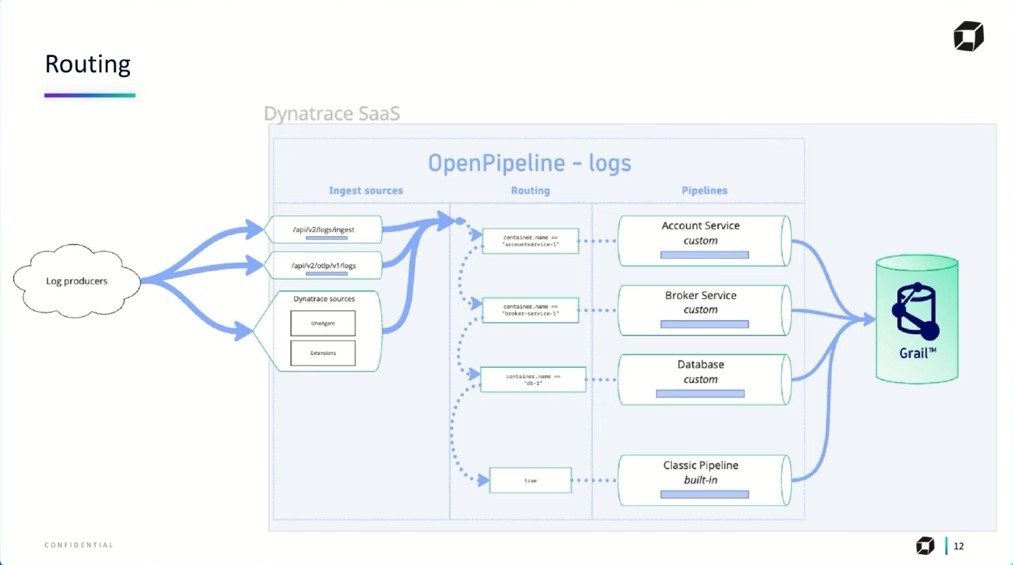 Routing
Dynatrace SaaS
OpenPipeline - logs
Ingest sources
Routing
Pipelines
Log producers
/api/v2/logs/ingest
/api/v2/otlp/v1/logs
Dynatrace sources
OneAgent
Extensions
container.name ==
"accountservice-1"
container.name ==
"broker-service-1"
container.name ==
"db-1"
true
Account Service
custom
Broker Service
custom
Database
custom
Classic Pipeline
built-in
Grail™
CONFIDENTIAL
12